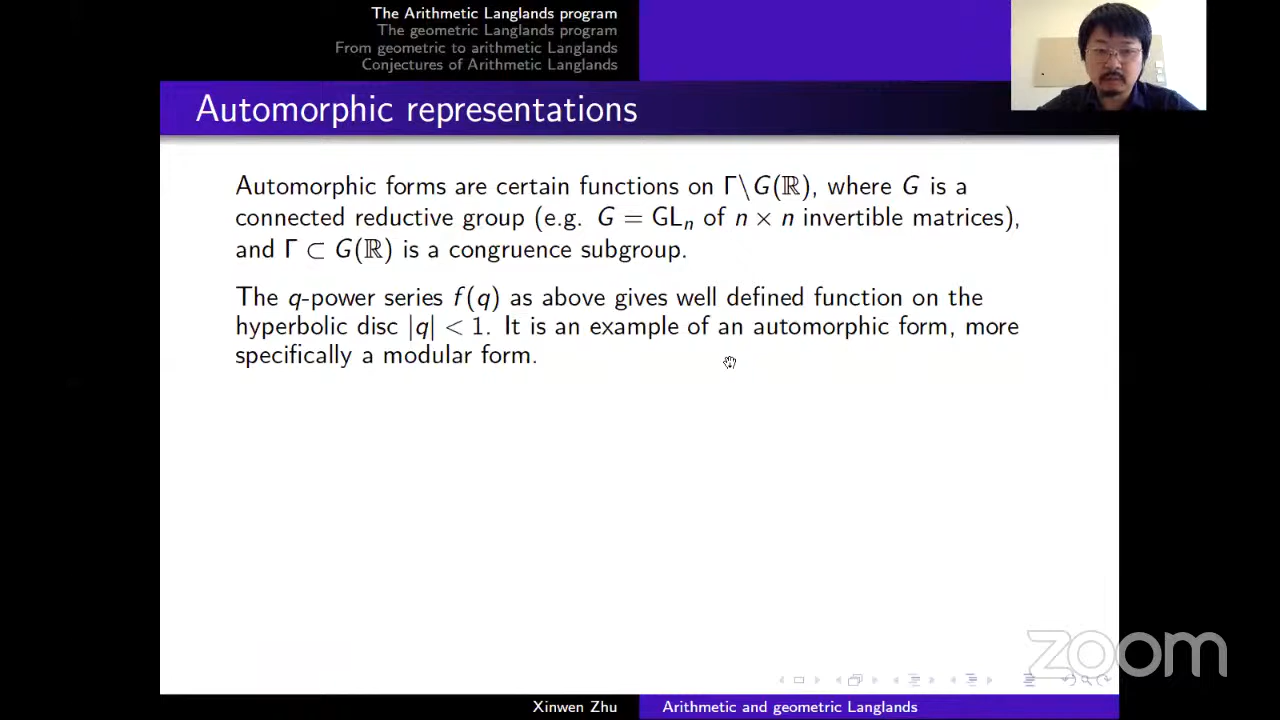 The Arithmetic Langlands program
The geometric Langlands program
From geometric to arithmetic Langlands
Conjectures of Arithmetic Langlands
Automorphic representations
Automorphic forms are certain functions on Γ\G(ℝ), where G is a
connected reductive group (e.g. G = GLₙ of n × n invertible matrices),
and Γ ⊂ G(ℝ) is a congruence subgroup.
The q-power series f(q) as above gives well defined function on the
hyperbolic disc |q| < 1. It is an example of an automorphic form, more
specifically a modular form.
zoom
Xinwen Zhu
Arithmetic and geometric Langlands